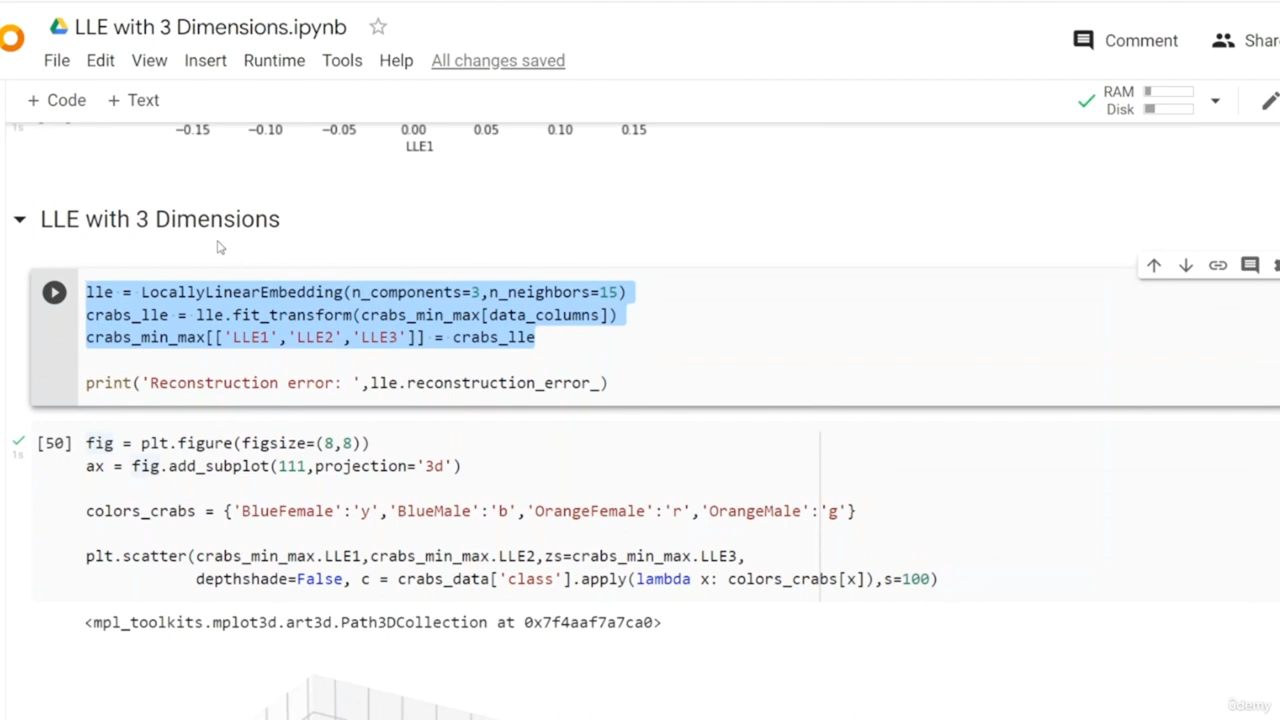 LLE with 3 Dimensions.ipynb
File Edit View Insert Runtime Tools Help All changes saved
Comment
Shar
+ Code + Text
RAM
Disk
1s
−0.15 −0.10 −0.05 0.00 0.05 0.10 0.15
LLE1
LLE with 3 Dimensions
lle = LocallyLinearEmbedding(n_components=3,n_neighbors=15)
crabs_lle = lle.fit_transform(crabs_min_max[data_columns])
crabs_min_max[['LLE1','LLE2','LLE3']] = crabs_lle
print('Reconstruction error: ',lle.reconstruction_error_)
[50] fig = plt.figure(figsize=(8,8))
1s
ax = fig.add_subplot(111,projection='3d')
colors_crabs = {'BlueFemale':'y','BlueMale':'b','OrangeFemale':'r','OrangeMale':'g'}
plt.scatter(crabs_min_max.LLE1,crabs_min_max.LLE2,zs=crabs_min_max.LLE3,
depthshade=False, c = crabs_data['class'].apply(lambda x: colors_crabs[x]),s=100)
<mpl_toolkits.mplot3d.art3d.Path3DCollection at 0x7f4aaf7a7ca0>
ûdemy